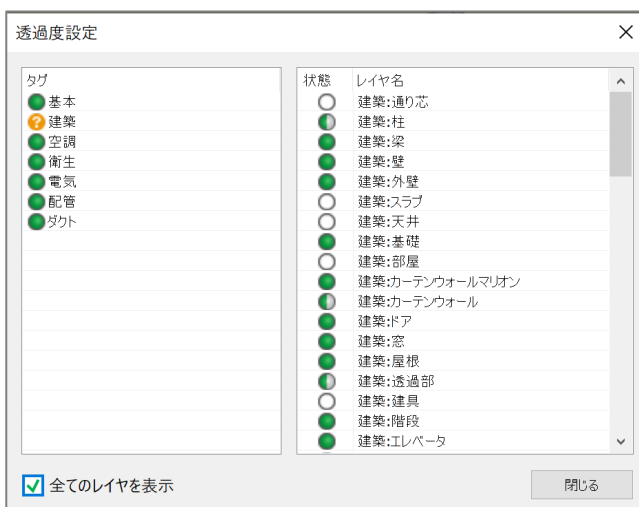 透過度設定
タグ
基本
建築
空調
衛生
電気
配管
ダクト
状態 レイヤ名
建築:通り芯
建築:柱
建築:梁
建築:壁
建築:外壁
建築:スラブ
建築:天井
建築:基礎
建築:部屋
建築:カーテンウォールマリオン
建築:カーテンウォール
建築:ドア
建築:窓
建築:屋根
建築:透過部
建築:建具
建築:階段
建築:エレベータ
全てのレイヤを表示
閉じる